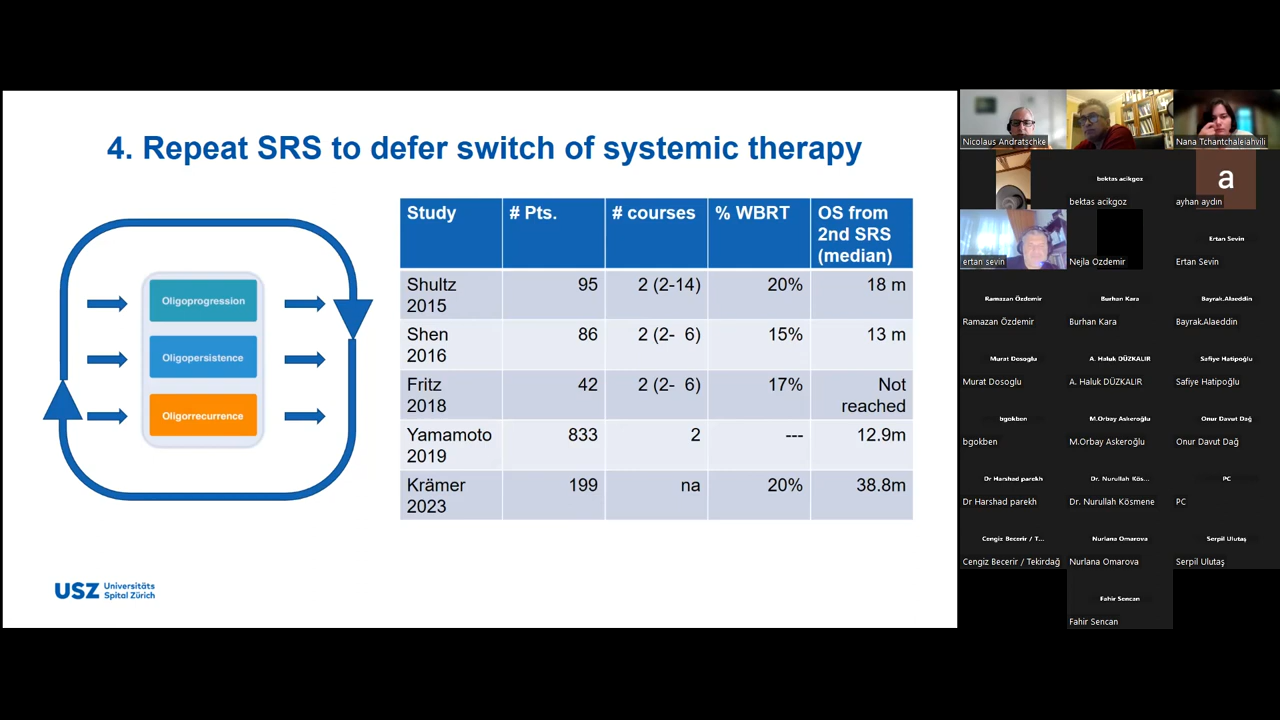 4. Repeat SRS to defer switch of systemic therapy
Oligoprogression
Oligopersistence
Oligorrecurrence
Study # Pts. # courses % WBRT OS from 2nd SRS (median)
Shultz 2015 95 2 (2-14) 20% 18 m
Shen 2016 86 2 (2- 6) 15% 13 m
Fritz 2018 42 2 (2- 6) 17% Not reached
Yamamoto 2019 833 2 --- 12.9m
Krämer 2023 199 na 20% 38.8m
USZ Universitäts Spital Zürich
Nicolaus Andratschke
Nana Tchantchaleiahvili
bektas acikgoz
bektas acikgoz
a
ayhan aydın
ertan sevin
Nejla Ozdemir
Ertan Sevin
Ertan Sevin
Ramazan Özdemir
Ramazan Özdemir
Burhan Kara
Burhan Kara
Bayrak.Alaeddin
Bayrak.Alaeddin
Murat Dosoglu
Murat Dosoglu
A. Haluk DÜZKALIR
A. Haluk DÜZKALIR
Safiye Hatipoğlu
Safiye Hatipoğlu
bgokben
bgokben
M.Orbay Askeroğlu
M.Orbay Askeroğlu
Onur Davut Dağ
Onur Davut Dağ
Dr Harshad parekh
Dr Harshad parekh
Dr. Nurullah Kös...
Dr. Nurullah Kösmene
PC
PC
Cengiz Becerir / T...
Cengiz Becerir / Tekirdağ
Nurlana Omarova
Nurlana Omarova
Serpil Ulutaş
Serpil Ulutaş
Fahir Sencan
Fahir Sencan